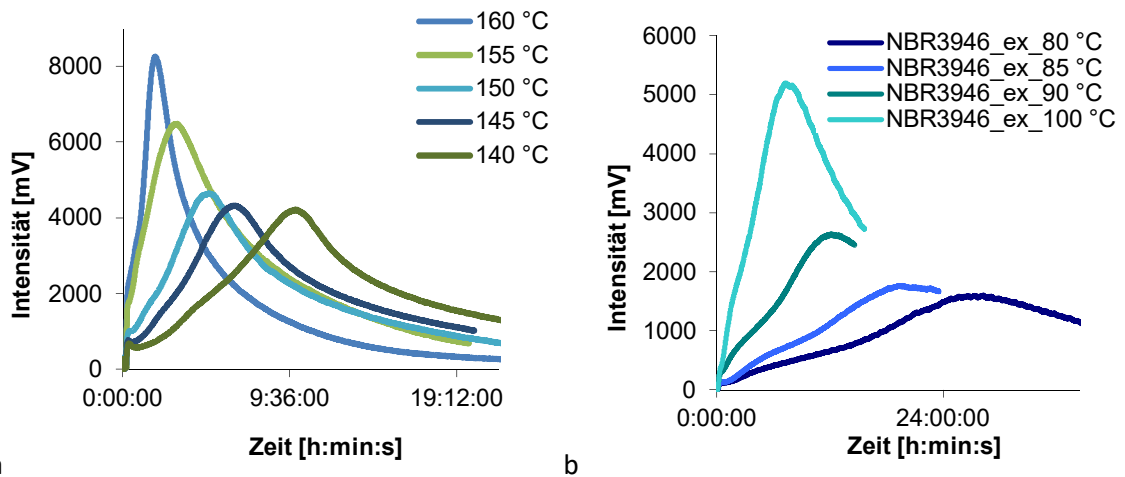 160 °C
155 °C
150 °C
145 °C
140 °C
8000
6000
4000
2000
0
Intensität [mV]
0:00:00
9:36:00
19:12:00
Zeit [h:min:s]
NBR3946_ex_80 °C
NBR3946_ex_85 °C
NBR3946_ex_90 °C
NBR3946_ex_100 °C
6000
5000
4000
3000
2000
1000
0
Intensität [mV]
0:00:00
24:00:00
Zeit [h:min:s]
b